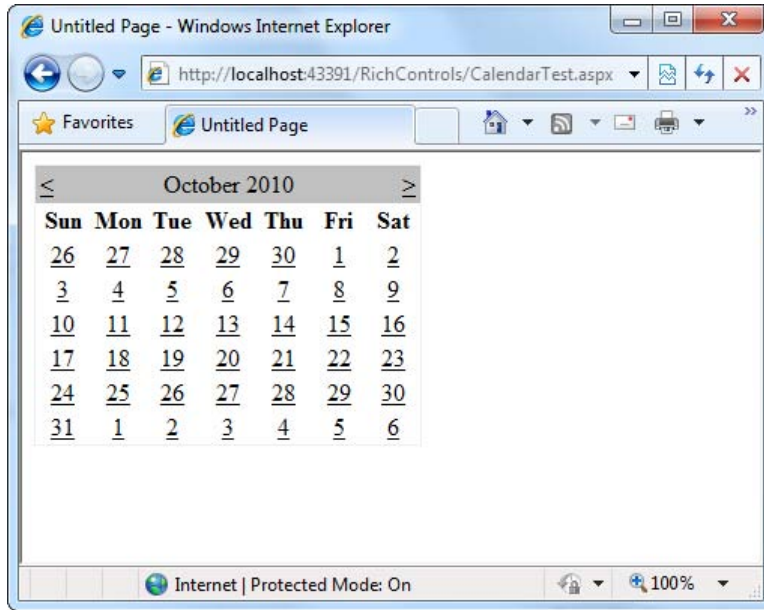 Untitled Page - Windows Internet Explorer
http://localhost:43391/RichControls/CalendarTest.aspx
Favorites Untitled Page »
< October 2010 >
Sun Mon Tue Wed Thu Fri Sat
26 27 28 29 30 1 2
3 4 5 6 7 8 9
10 11 12 13 14 15 16
17 18 19 20 21 22 23
24 25 26 27 28 29 30
31 1 2 3 4 5 6
Internet | Protected Mode: On 100%